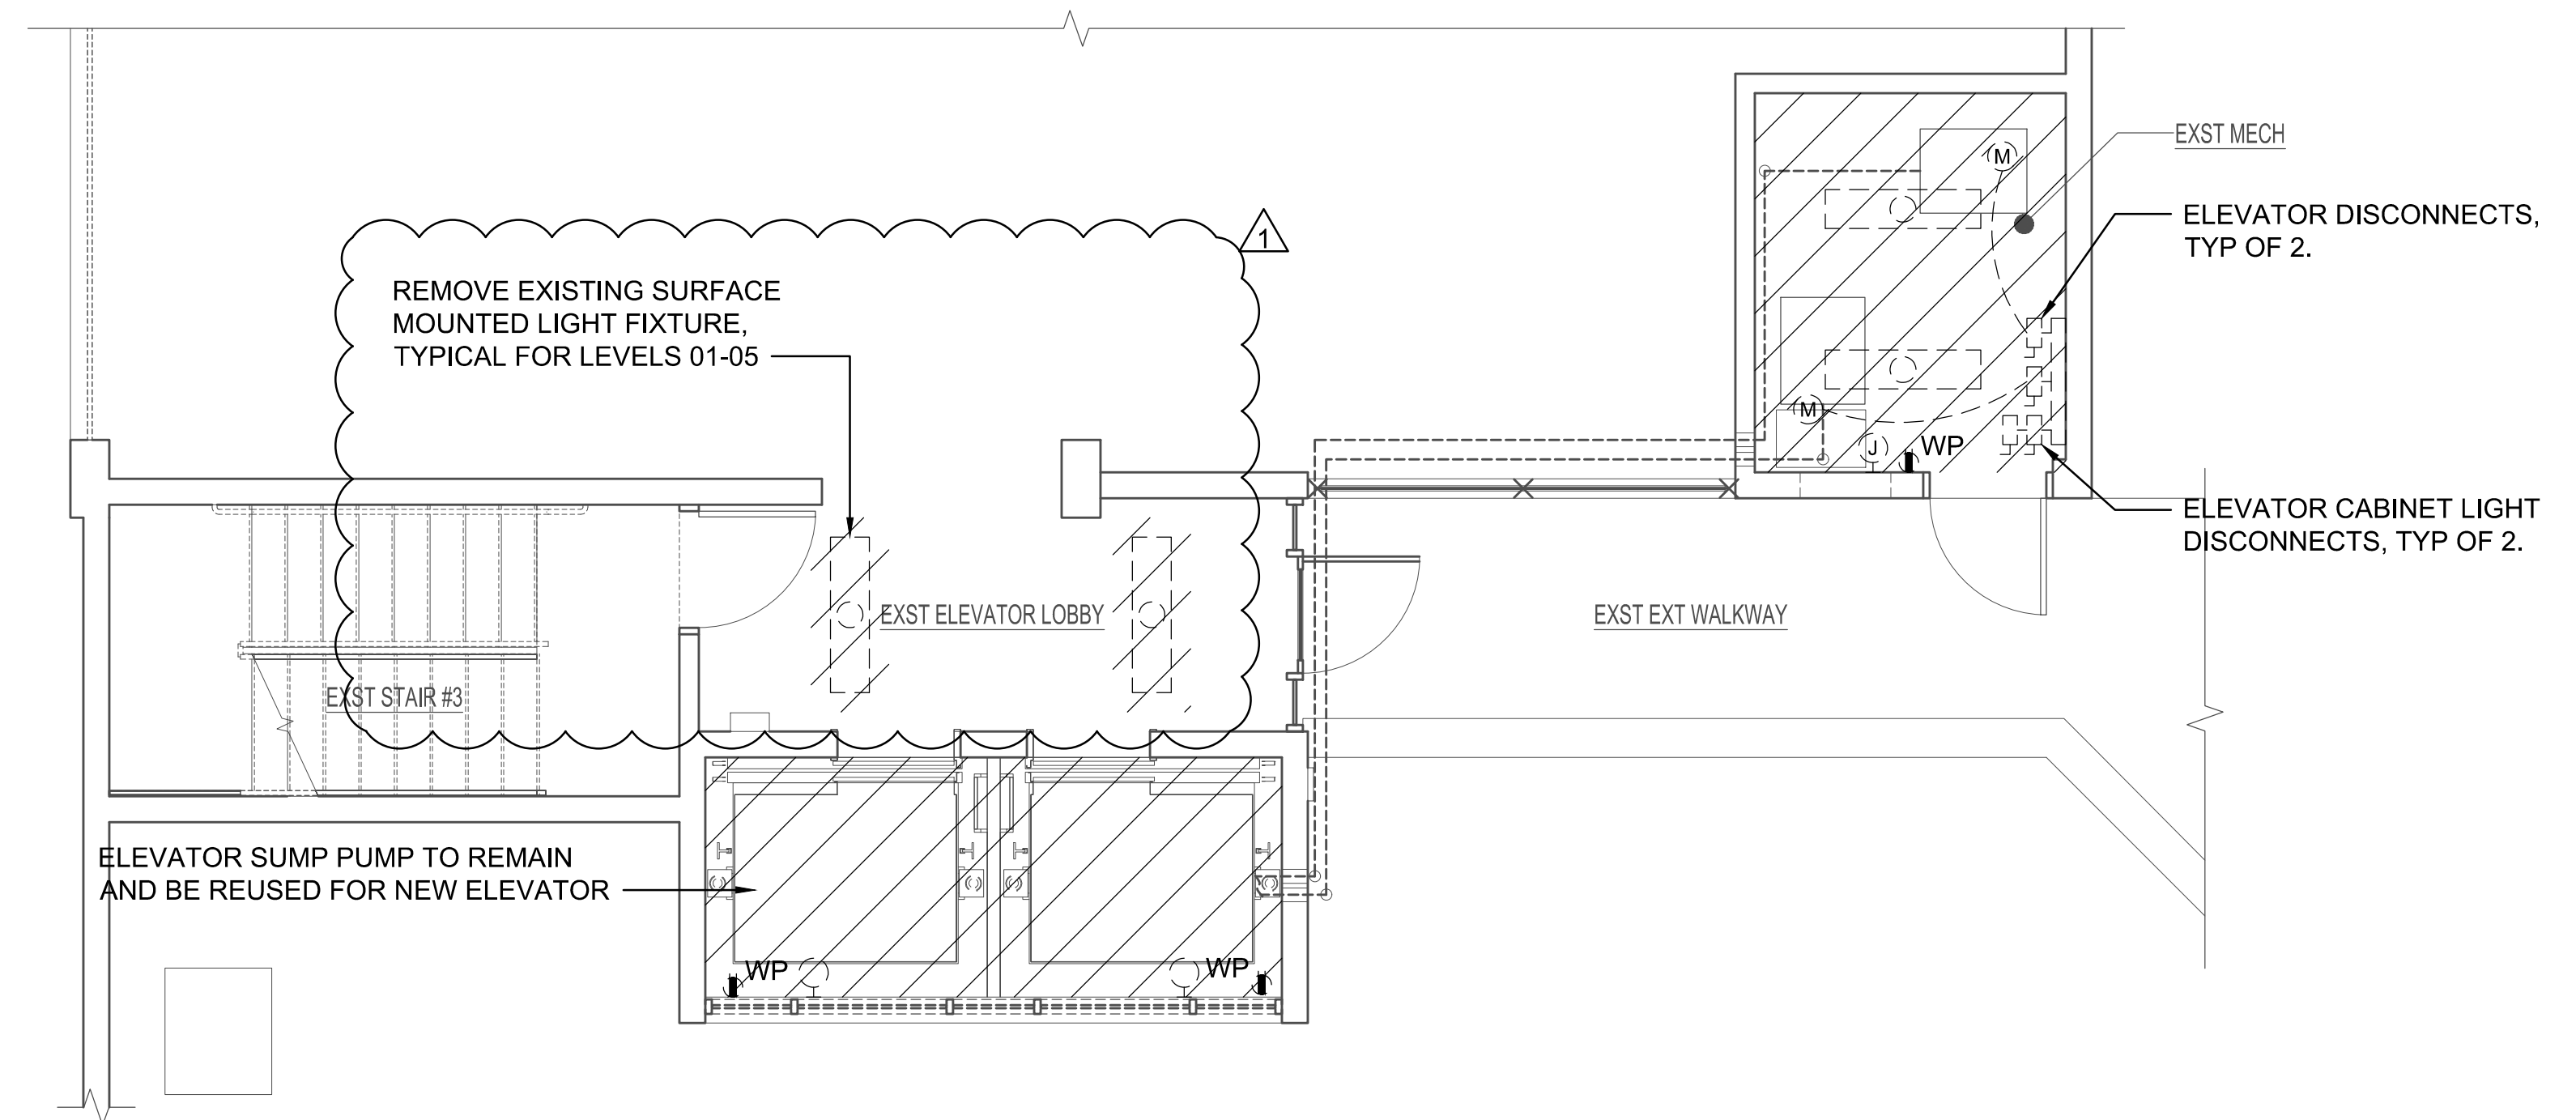 EXST MECH
ELEVATOR DISCONNECTS,
TYP OF 2.
1
REMOVE EXISTING SURFACE
MOUNTED LIGHT FIXTURE,
TYPICAL FOR LEVELS 01-05
M
M
J
WP
ELEVATOR CABINET LIGHT
DISCONNECTS, TYP OF 2.
EXST ELEVATOR LOBBY
EXST EXT WALKWAY
EXST STAIR #3
ELEVATOR SUMP PUMP TO REMAIN
AND BE REUSED FOR NEW ELEVATOR
WP
WP